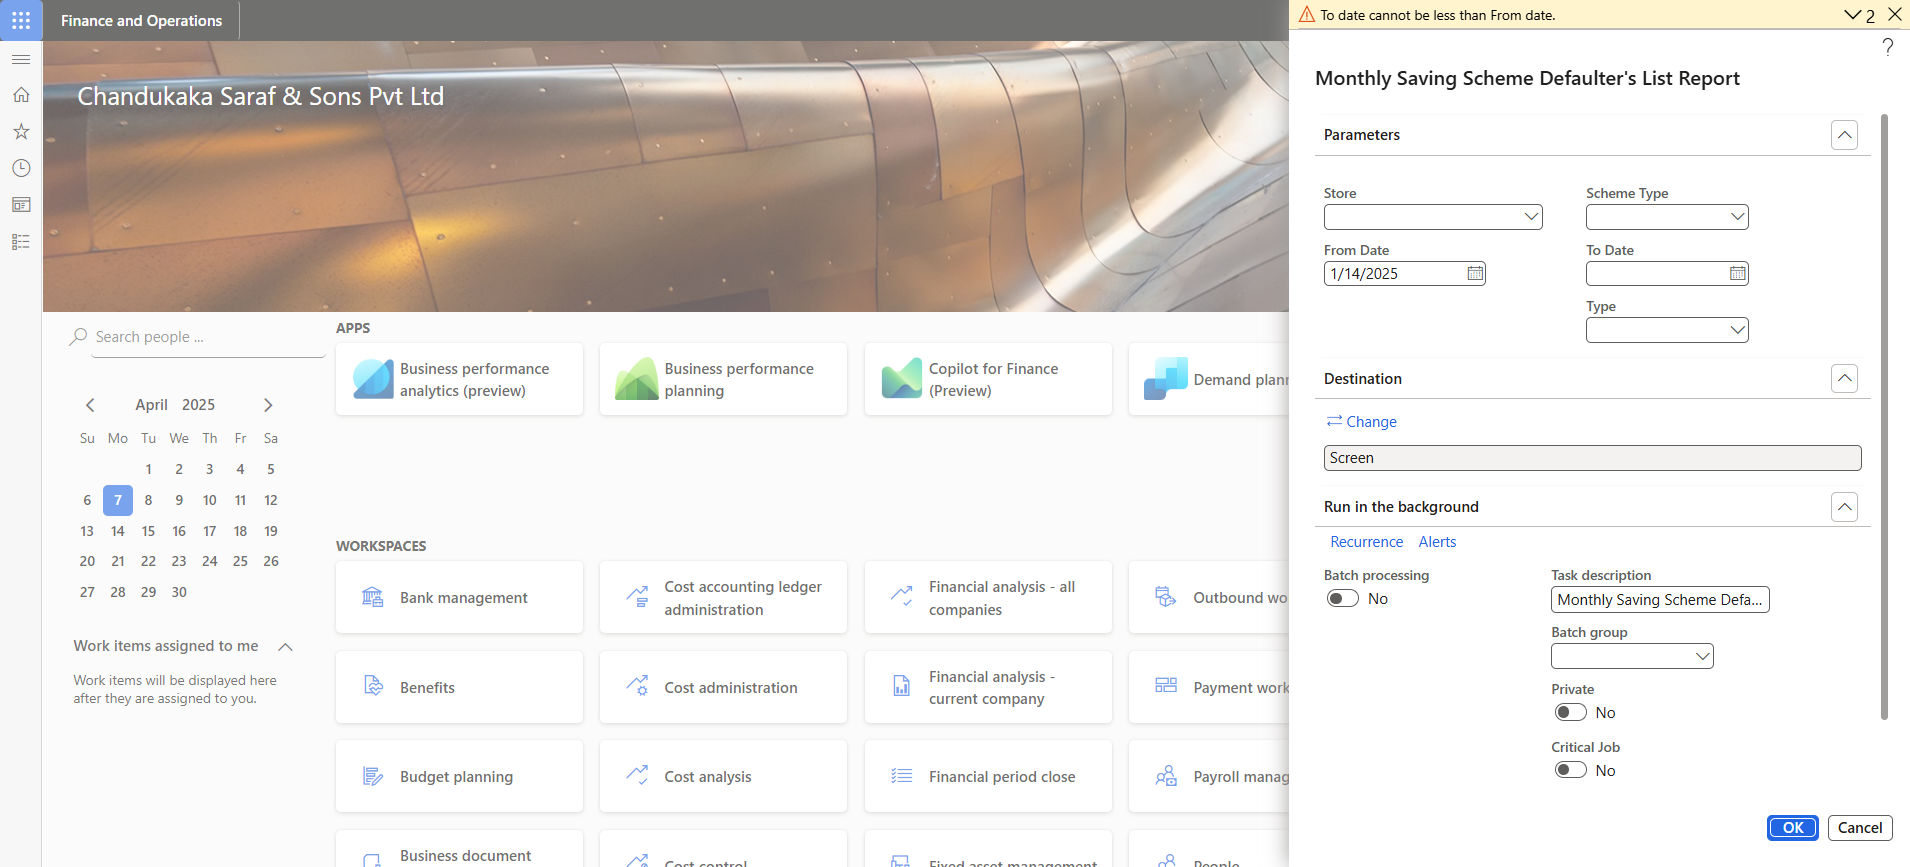 Finance and Operations
To date cannot be less than From date.
2
?
Chandukaka Saraf & Sons Pvt Ltd
Search people ...
April 2025
Su Mo Tu We Th Fr Sa
1 2 3 4 5
6 7 8 9 10 11 12
13 14 15 16 17 18 19
20 21 22 23 24 25 26
27 28 29 30
Work items assigned to me
Work items will be displayed here
after they are assigned to you.
APPS
Business performance
analytics (preview)
Business performance
planning
Copilot for Finance
(Preview)
Demand plann
WORKSPACES
Bank management
Cost accounting ledger
administration
Financial analysis - all
companies
Outbound wo
Benefits
Cost administration
Financial analysis -
current company
Payment work
Budget planning
Cost analysis
Financial period close
Payroll manag
Business document
Cost control
Fixed asset management
People
Monthly Saving Scheme Defaulter's List Report
Parameters
Store
Scheme Type
From Date
1/14/2025
To Date
Type
Destination
Change
Screen
Run in the background
Recurrence Alerts
Batch processing
No
Task description
Monthly Saving Scheme Defa...
Batch group
Private
No
Critical Job
No
OK
Cancel